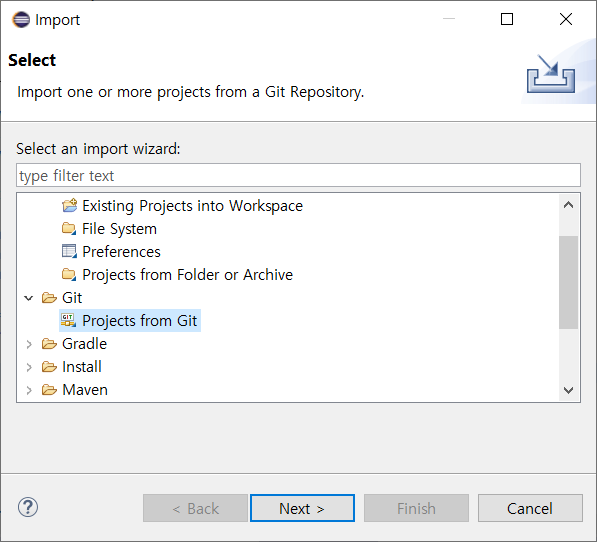 Import
Select
Import one or more projects from a Git Repository.
Select an import wizard:
type filter text
Existing Projects into Workspace
File System
Preferences
Projects from Folder or Archive
Git
GIT Projects from Git
Gradle
Install
Maven
? < Back Next > Finish Cancel